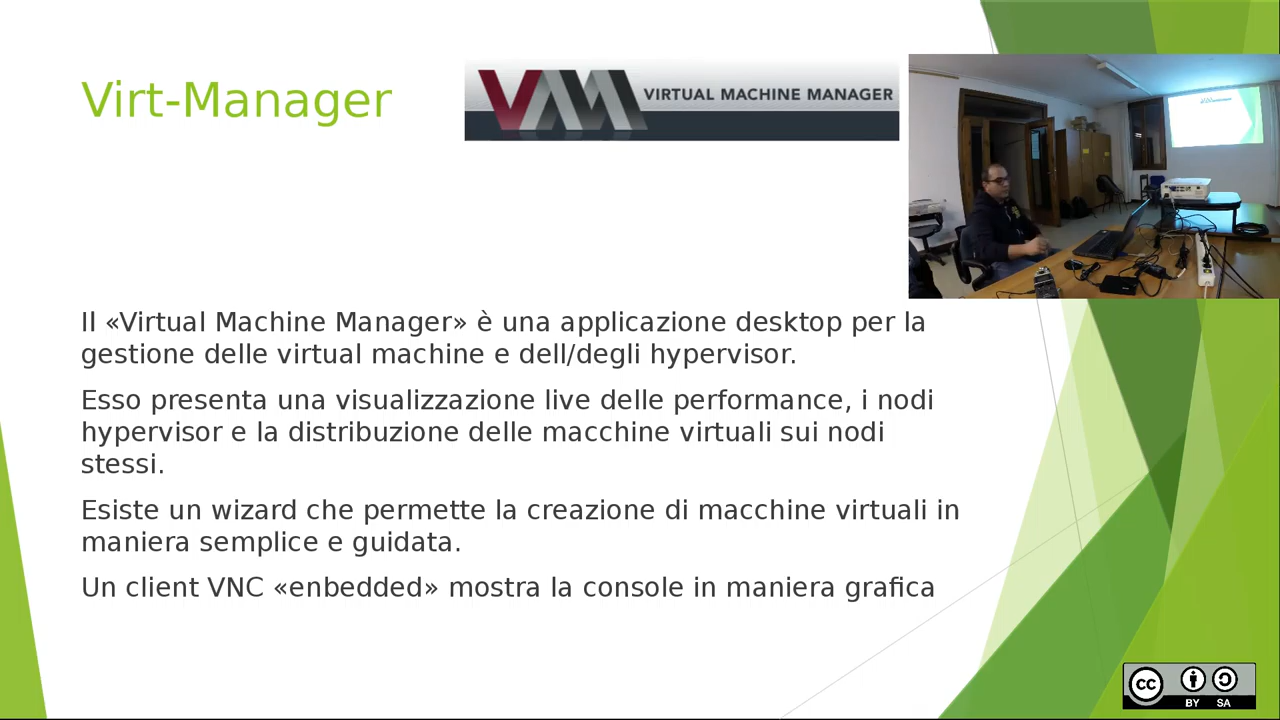 Virt-Manager
VM VIRTUAL MACHINE MANAGER
Il «Virtual Machine Manager» è una applicazione desktop per la
gestione delle virtual machine e dell/degli hypervisor.
Esso presenta una visualizzazione live delle performance, i nodi
hypervisor e la distribuzione delle macchine virtuali sui nodi
stessi.
Esiste un wizard che permette la creazione di macchine virtuali in
maniera semplice e guidata.
Un client VNC «enbedded» mostra la console in maniera grafica
cc
BY SA